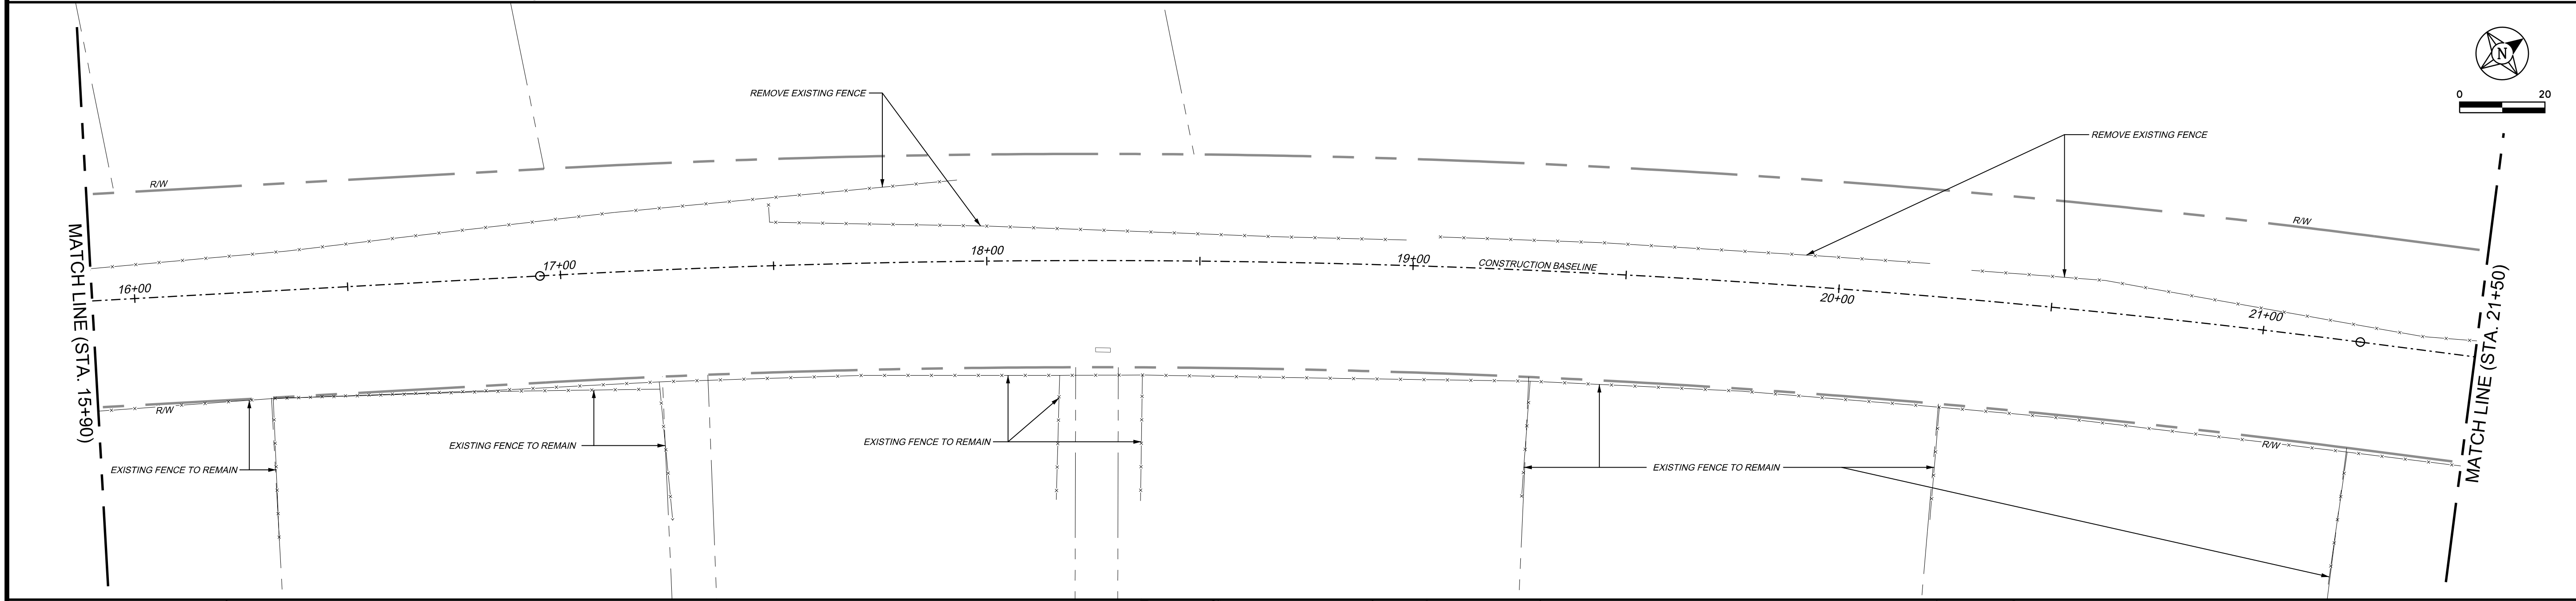 N
0 20
REMOVE EXISTING FENCE
REMOVE EXISTING FENCE
R/W
R/W
MATCH LINE (STA. 15+90)
16+00
17+00
18+00
19+00
CONSTRUCTION BASELINE
20+00
21+00
MATCH LINE (STA. 21+50)
R/W
R/W
EXISTING FENCE TO REMAIN
EXISTING FENCE TO REMAIN
EXISTING FENCE TO REMAIN
EXISTING FENCE TO REMAIN